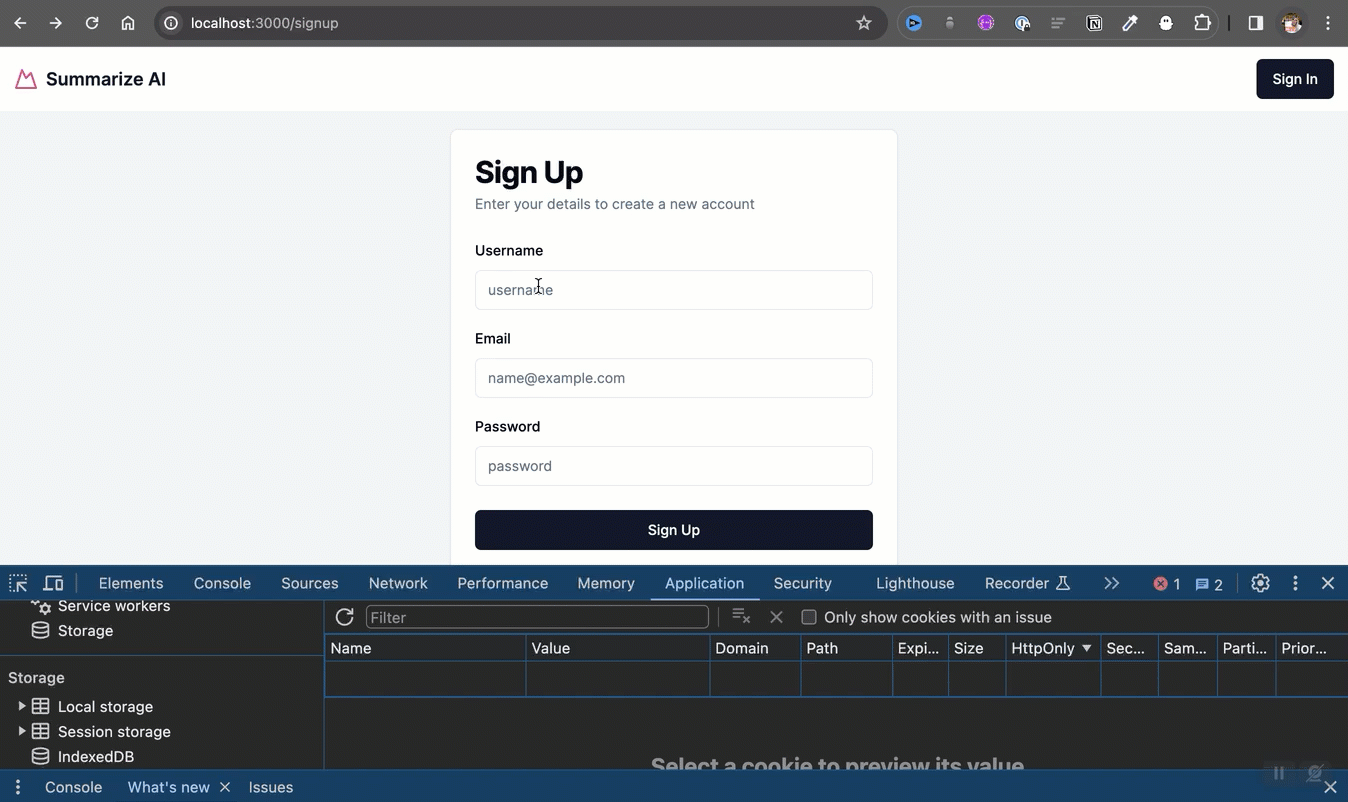 localhost:3000/signup
Summarize AI
Sign In
Sign Up
Enter your details to create a new account
Username
username
Email
name@example.com
Password
password
Sign Up
Elements Console Sources Network Performance Memory Application Security Lighthouse Recorder 1 2
Service workers
Storage
Filter
Only show cookies with an issue
Name Value Domain Path Expi... Size HttpOnly ▼ Sec... Sam... Parti... Prior...
Storage
Local storage
Session storage
IndexedDB
Select a cookie to preview its value
Console What's new Issues